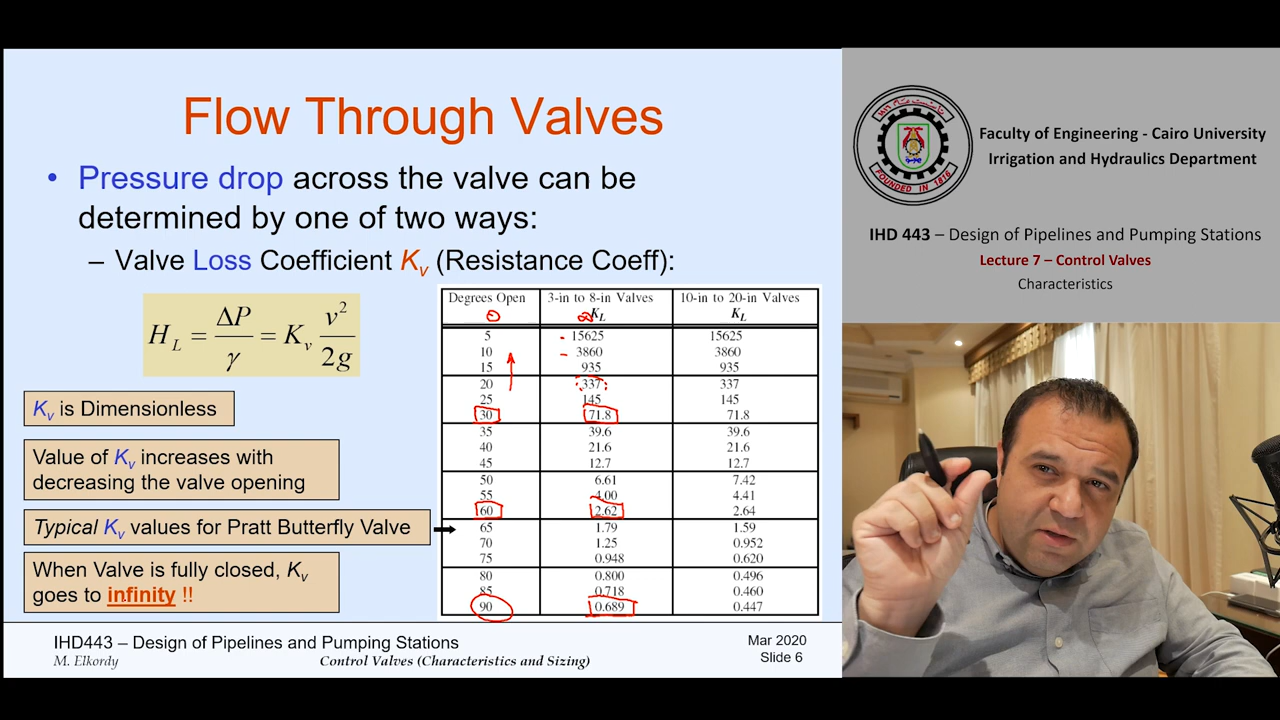 Flow Through Valves
• Pressure drop across the valve can be
determined by one of two ways:
– Valve Loss Coefficient Kv (Resistance Coeff):
H_L = ΔP/γ = K_v v²/2g
Kv is Dimensionless
Value of Kv increases with
decreasing the valve opening
Typical Kv values for Pratt Butterfly Valve
When Valve is fully closed, Kv
goes to infinity !!
Degrees Open 3-in to 8-in Valves 10-in to 20-in Valves
0 ∞ KL KL
5 15625 15625
10 3860 3860
15 935 935
20 337 337
25 145 145
30 71.8 71.8
35 39.6 39.6
40 21.6 21.6
45 12.7 12.7
50 6.61 7.42
55 4.00 4.41
60 2.62 2.64
65 1.79 1.59
70 1.25 0.952
75 0.948 0.620
80 0.800 0.496
85 0.718 0.460
90 0.689 0.447
IHD443 – Design of Pipelines and Pumping Stations
M. Elkordy
Control Valves (Characteristics and Sizing)
Mar 2020
Slide 6
FOUNDED IN 1816
Faculty of Engineering - Cairo University
Irrigation and Hydraulics Department
IHD 443 – Design of Pipelines and Pumping Stations
Lecture 7 – Control Valves
Characteristics